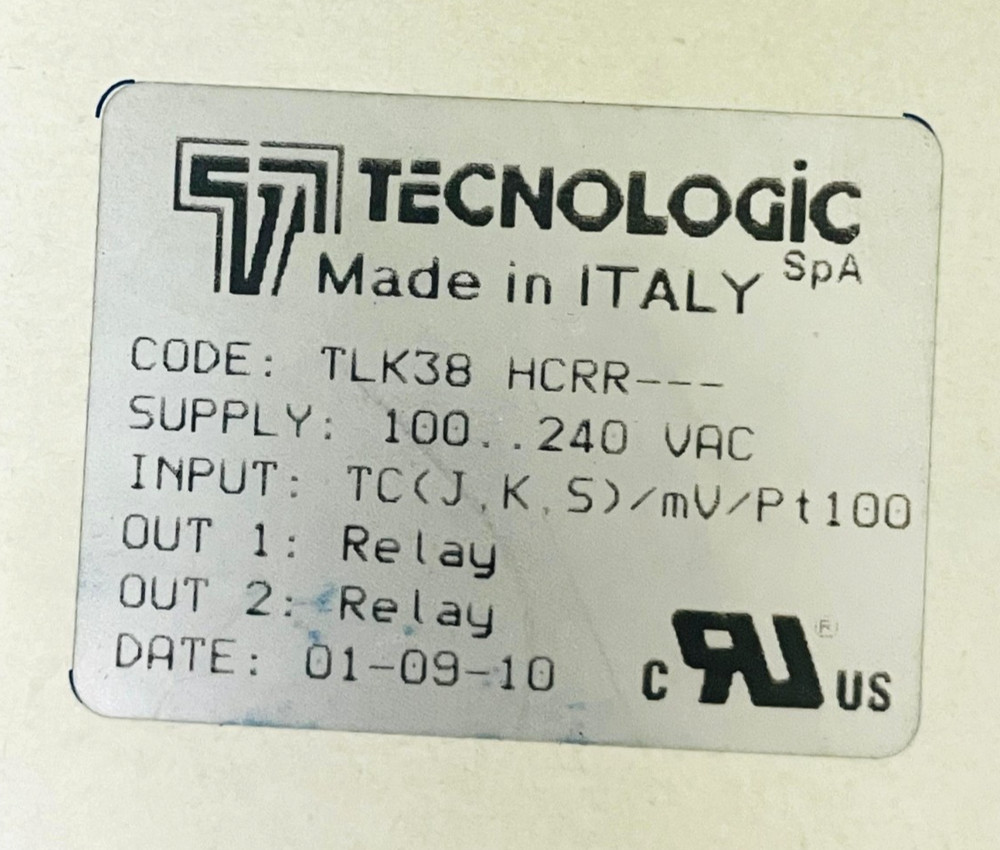 TECNOLOGIC
SpA
Made in ITALY
CODE: TLK38 HCRR---
SUPPLY: 100..240 VAC
INPUT: TC(J,K,S)/mV/Pt100
OUT 1: Relay
OUT 2: Relay
DATE: 01-09-10
C RU ® US